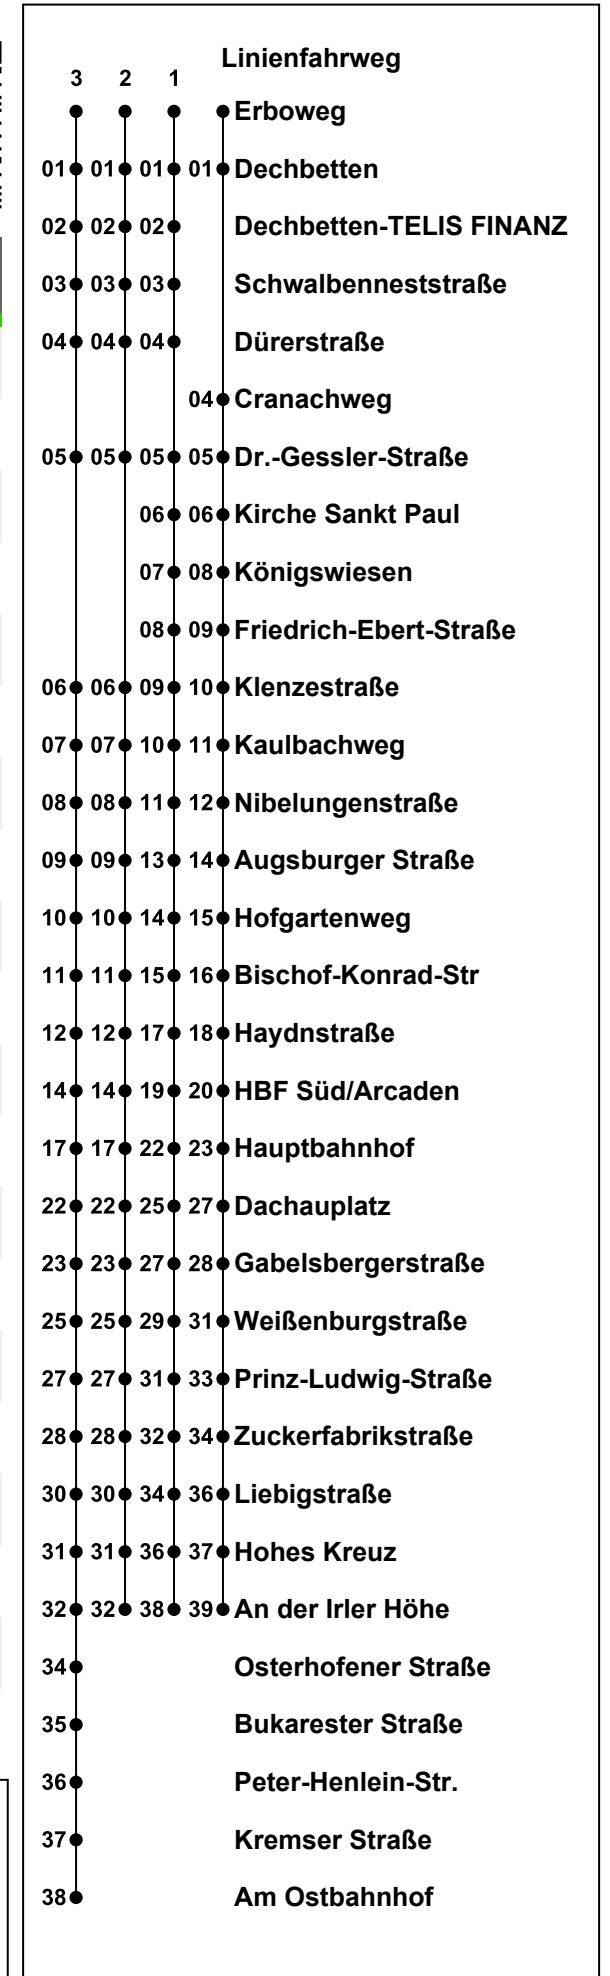 Linienfahrweg
3 2 1
Erboweg
01 01 01 01 Dechbetten
02 02 02 Dechbetten-TELIS FINANZ
03 03 03 Schwalbenneststraße
04 04 04 Dürerstraße
04 Cranachweg
05 05 05 05 Dr.-Gessler-Straße
06 06 Kirche Sankt Paul
07 08 Königswiesen
08 09 Friedrich-Ebert-Straße
06 06 09 10 Klenzestraße
07 07 10 11 Kaulbachweg
08 08 11 12 Nibelungenstraße
09 09 13 14 Augsburger Straße
10 10 14 15 Hofgartenweg
11 11 15 16 Bischof-Konrad-Str
12 12 17 18 Haydnstraße
14 14 19 20 HBF Süd/Arcaden
17 17 22 23 Hauptbahnhof
22 22 25 27 Dachauplatz
23 23 27 28 Gabelsbergerstraße
25 25 29 31 Weißenburgstraße
27 27 31 33 Prinz-Ludwig-Straße
28 28 32 34 Zuckerfabrikstraße
30 30 34 36 Liebigstraße
31 31 36 37 Hohes Kreuz
32 32 38 39 An der Irler Höhe
34 Osterhofener Straße
35 Bukarester Straße
36 Peter-Henlein-Str.
37 Kremser Straße
38 Am Ostbahnhof